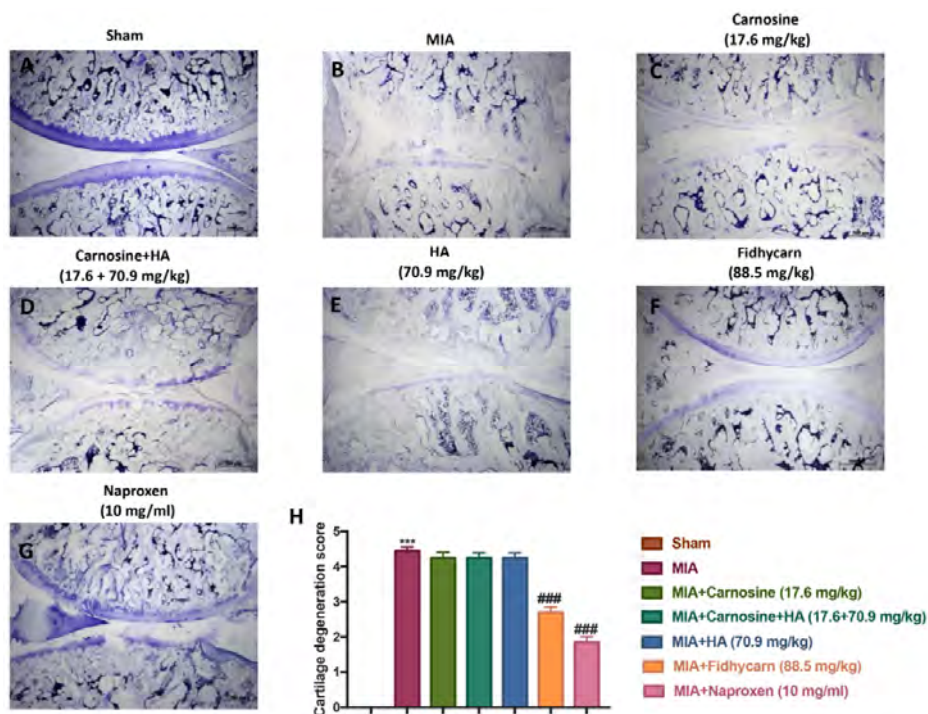 Sham
MIA
Carnosine
(17.6 mg/kg)
A
B
C
Carnosine+HA
(17.6 + 70.9 mg/kg)
HA
(70.9 mg/kg)
Fidhycarn
(88.5 mg/kg)
D
E
F
Naproxen
(10 mg/ml)
G
H
Cartilage degeneration score
5
4
3
2
1
0
***
###
###
Sham
MIA
MIA+Carnosine (17.6 mg/kg)
MIA+Carnosine+HA (17.6+70.9 mg/kg)
MIA+HA (70.9 mg/kg)
MIA+Fidhycarn (88.5 mg/kg)
MIA+Naproxen (10 mg/ml)